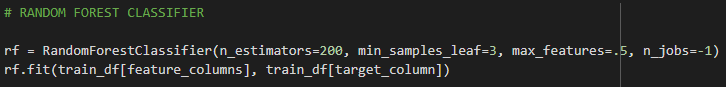 # RANDOM FOREST CLASSIFIER
rf = RandomForestClassifier(n_estimators=200, min_samples_leaf=3, max_features=.5, n_jobs=-1)
rf.fit(train_df[feature_columns], train_df[target_column])